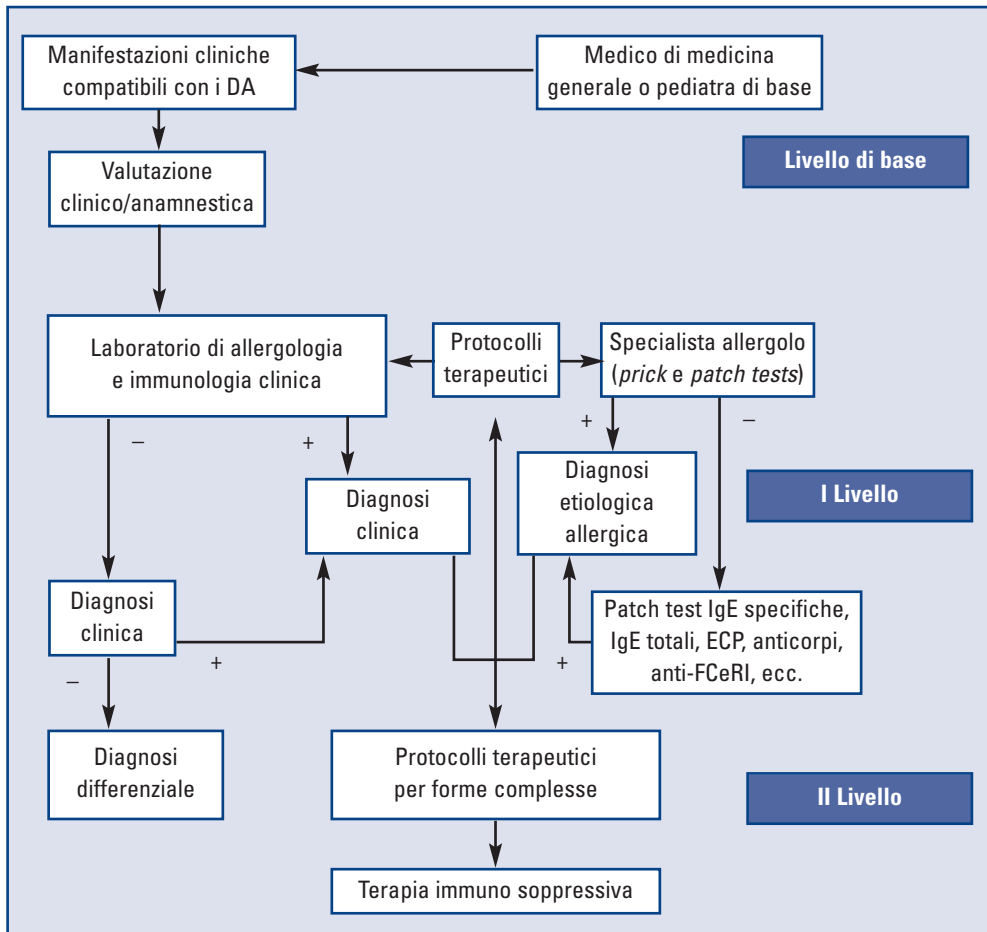 Manifestazioni cliniche
compatibili con i DA
Medico di medicina
generale o pediatra di base
Livello di base
Valutazione
clinico/anamnestica
Laboratorio di allergologia
e immunologia clinica
Protocolli
terapeutici
Specialista allergolo
(prick e patch tests)
–
+
+
–
Diagnosi
clinica
Diagnosi
etiologica
allergica
I Livello
Diagnosi
clinica
+
+
Patch test IgE specifiche,
IgE totali, ECP, anticorpi,
anti-FCeRI, ecc.
–
Diagnosi
differenziale
Protocolli terapeutici
per forme complesse
II Livello
Terapia immuno soppressiva